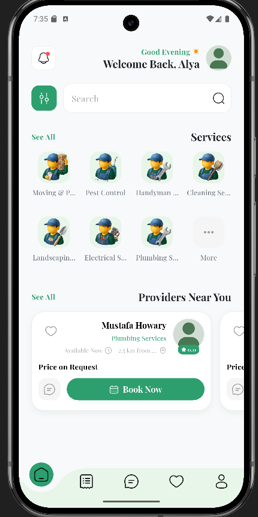 7:35
Good Evening
Welcome Back, Alya
Search
See All
Services
Moving & P...
Pest Control
Handyman ...
Cleaning Se...
Landscapin...
Electrical S...
Plumbing S...
More
See All
Providers Near You
Mustafa Howary
Plumbing Services
Available Now
2.5 km from ...
Price on Request
Price
Book Now